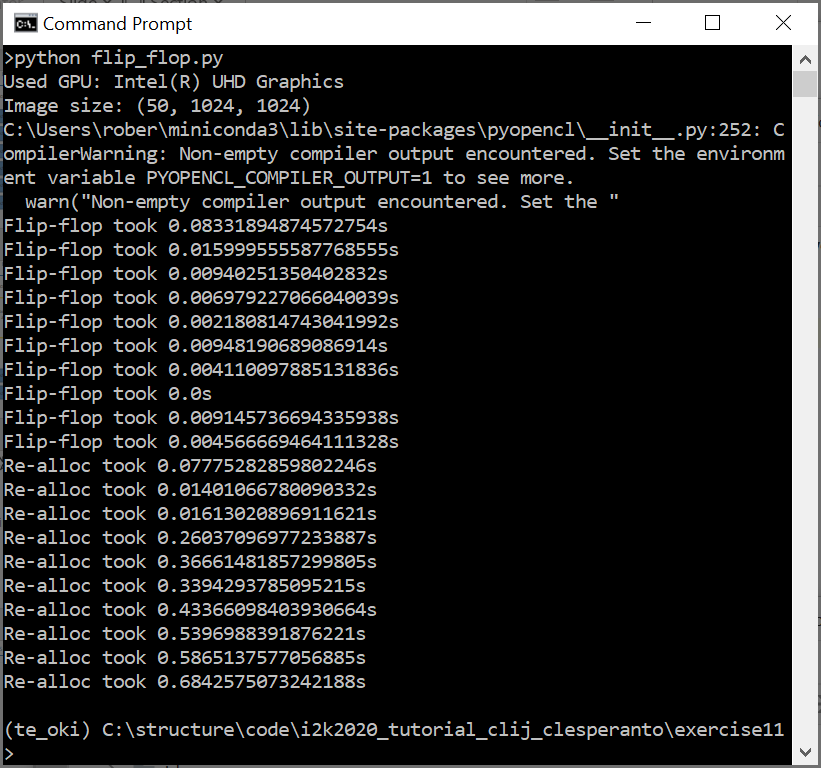 Command Prompt
>python flip_flop.py
Used GPU: Intel(R) UHD Graphics
Image size: (50, 1024, 1024)
C:\Users\rober\miniconda3\lib\site-packages\pyopencl\__init__.py:252: C
ompilerWarning: Non-empty compiler output encountered. Set the environm
ent variable PYOPENCL_COMPILER_OUTPUT=1 to see more.
  warn("Non-empty compiler output encountered. Set the "
Flip-flop took 0.08331894874572754s
Flip-flop took 0.015999555587768555s
Flip-flop took 0.00940251350402832s
Flip-flop took 0.006979227066040039s
Flip-flop took 0.002180814743041992s
Flip-flop took 0.00948190689086914s
Flip-flop took 0.004110097885131836s
Flip-flop took 0.0s
Flip-flop took 0.009145736694335938s
Flip-flop took 0.004566669464111328s
Re-alloc took 0.07775282859802246s
Re-alloc took 0.01401066780090332s
Re-alloc took 0.01613020896911621s
Re-alloc took 0.26037096977233887s
Re-alloc took 0.36661481857299805s
Re-alloc took 0.3394293785095215s
Re-alloc took 0.43366098403930664s
Re-alloc took 0.5396988391876221s
Re-alloc took 0.5865137577056885s
Re-alloc took 0.6842575073242188s
(te_oki) C:\structure\code\i2k2020_tutorial_clij_clesperanto\exercise11
>